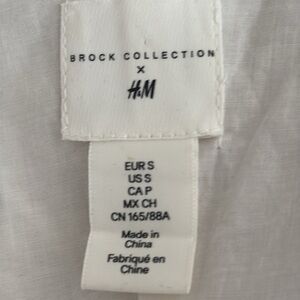 BROCK COLLECTION
×
H&M
EUR S
US S
CA P
MX CH
CN 165/88A
Made in
China
Fabriqué en
Chine